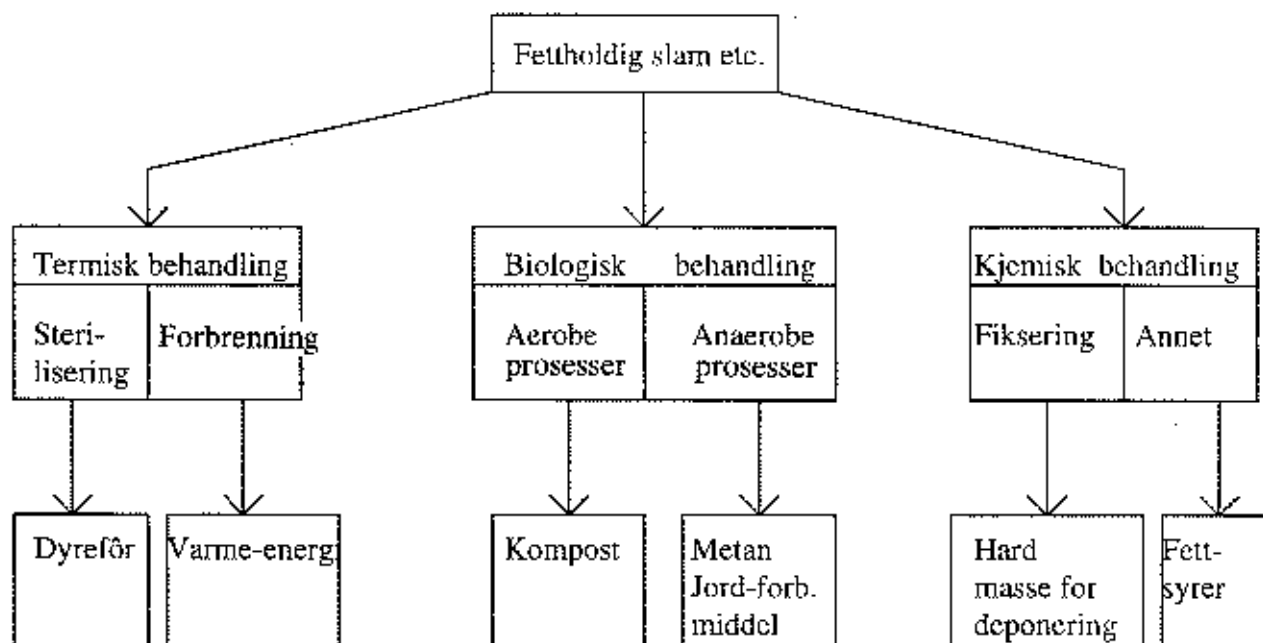 Fettholdig slam etc.
Termisk behandling
Biologisk behandling
Kjemisk behandling
Steri-
lisering
Forbrenning
Aerobe
prosesser
Anaerobe
prosesser
Fiksering
Annet
Dyrefôr
Varme-energi
Kompost
Metan
Jord-forb.
middel
Hard
masse for
deponering
Fett-
syrer